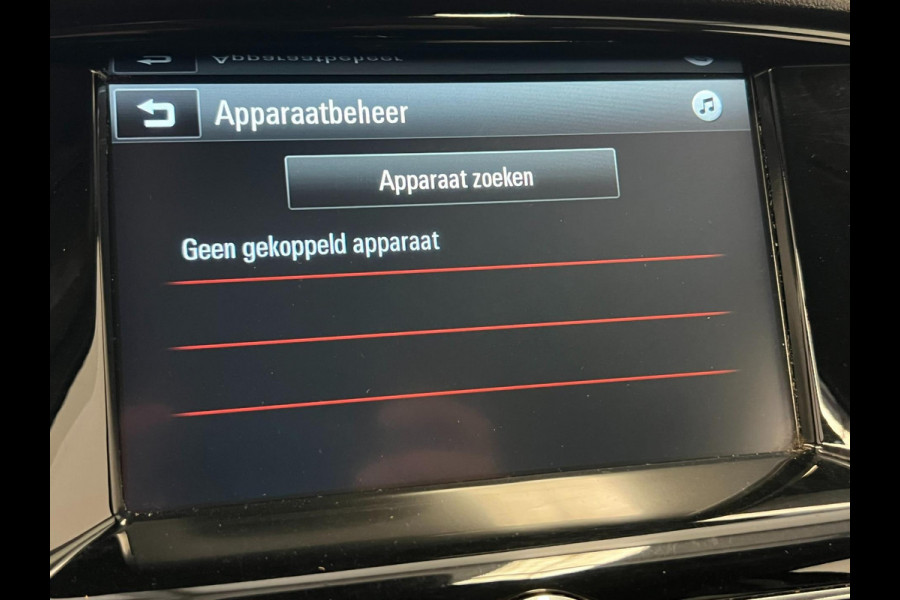 Apparaatbeheer
Apparaat zoeken
Geen gekoppeld apparaat